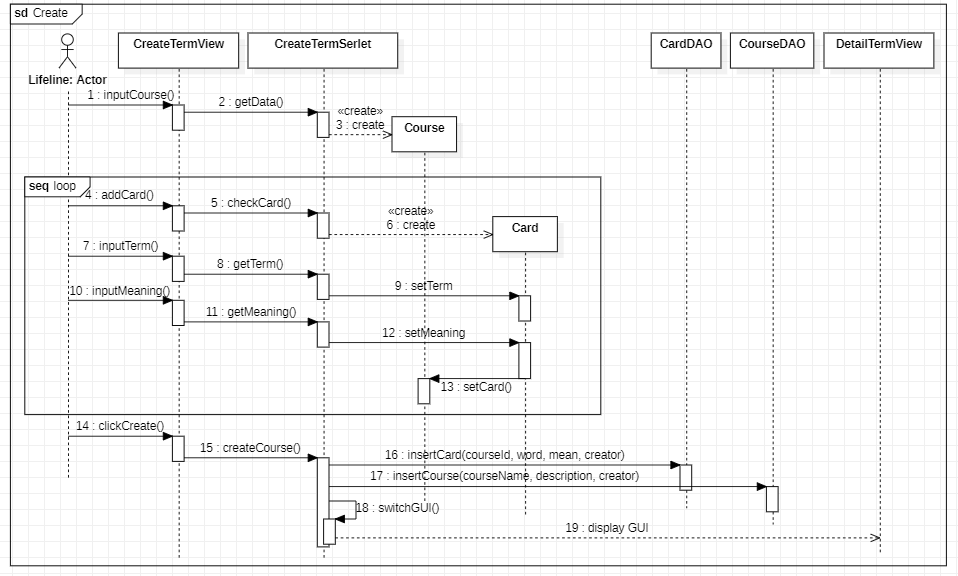 sd Create
CreateTermView
CreateTermSerlet
CardDAO
CourseDAO
DetailTermView
Lifeline: Actor
1 : inputCourse()
2 : getData()
«create»
3 : create
Course
seq loop
4 : addCard()
5 : checkCard()
«create»
6 : create
Card
7 : inputTerm()
8 : getTerm()
9 : setTerm
10 : inputMeaning()
11 : getMeaning()
12 : setMeaning
13 : setCard()
14 : clickCreate()
15 : createCourse()
16 : insertCard(courseId, word, mean, creator)
17 : insertCourse(courseName, description, creator)
18 : switchGUI()
19 : display GUI